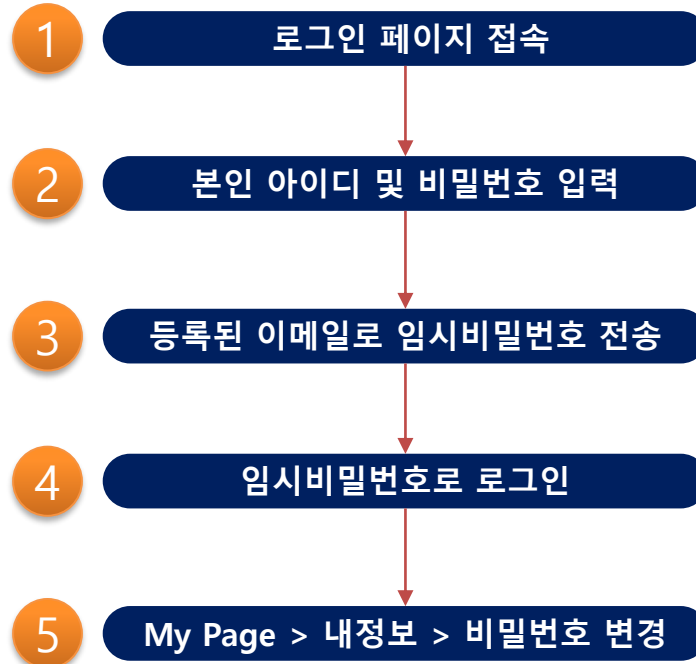 1 로그인 페이지 접속
2 본인 아이디 및 비밀번호 입력
3 등록된 이메일로 임시비밀번호 전송
4 임시비밀번호로 로그인
5 My Page > 내정보 > 비밀번호 변경